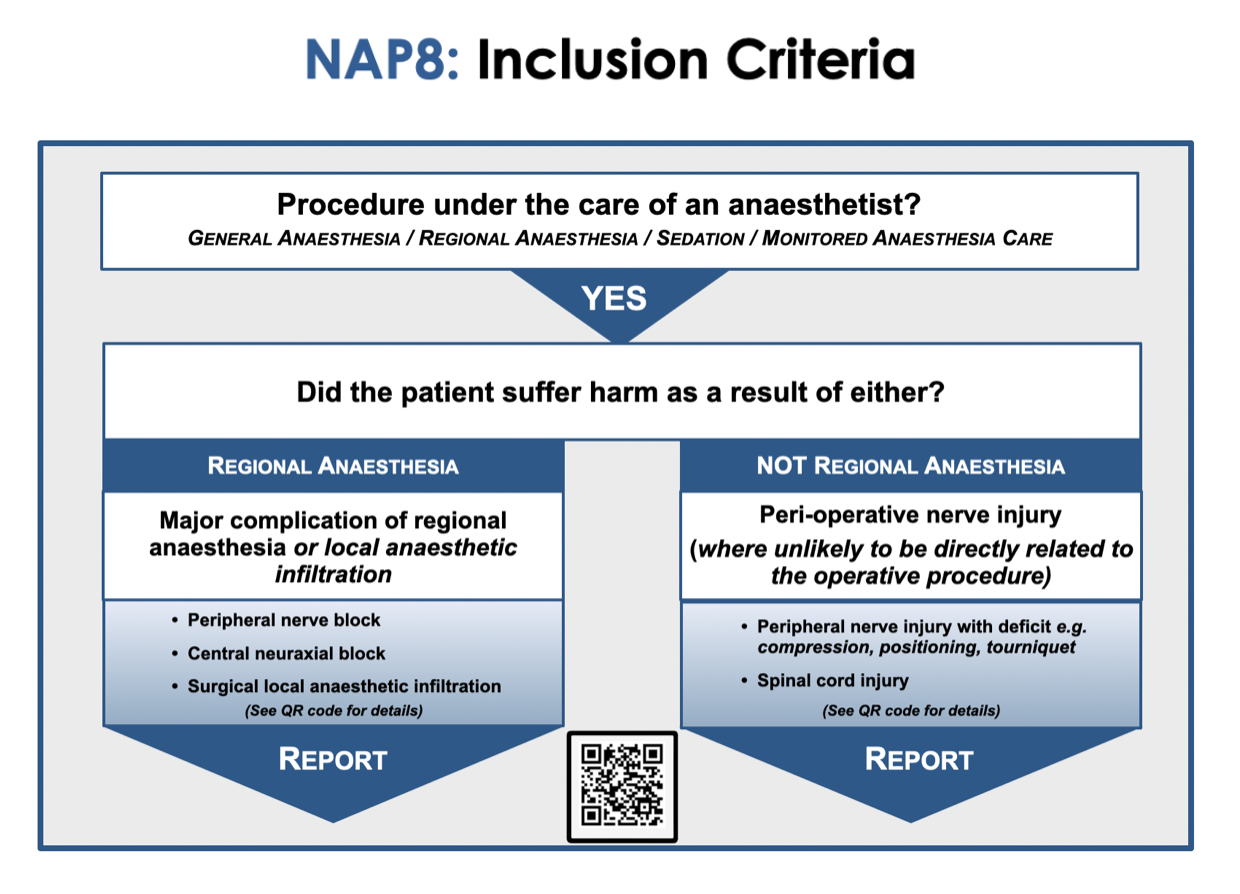 NAP8: Inclusion Criteria
Procedure under the care of an anaesthetist?
GENERAL ANAESTHESIA / REGIONAL ANAESTHESIA / SEDATION / MONITORED ANAESTHESIA CARE
YES
Did the patient suffer harm as a result of either?
REGIONAL ANAESTHESIA
Major complication of regional
anaesthesia or local anaesthetic
infiltration
• Peripheral nerve block
• Central neuraxial block
• Surgical local anaesthetic infiltration
(See QR code for details)
REPORT
NOT REGIONAL ANAESTHESIA
Peri-operative nerve injury
(where unlikely to be directly related to
the operative procedure)
• Peripheral nerve injury with deficit e.g.
compression, positioning, tourniquet
• Spinal cord injury
(See QR code for details)
REPORT